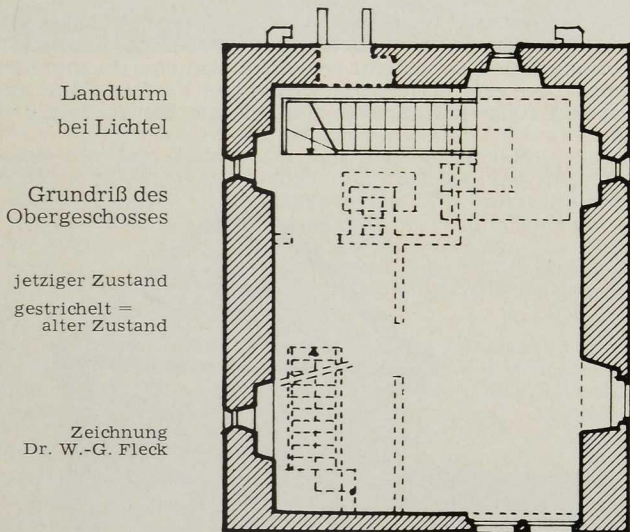 Landturm
bei Lichtel
Grundriß des
Obergeschosses
jetziger Zustand
gestrichelt =
alter Zustand
Zeichnung
Dr. W.-G. Fleck